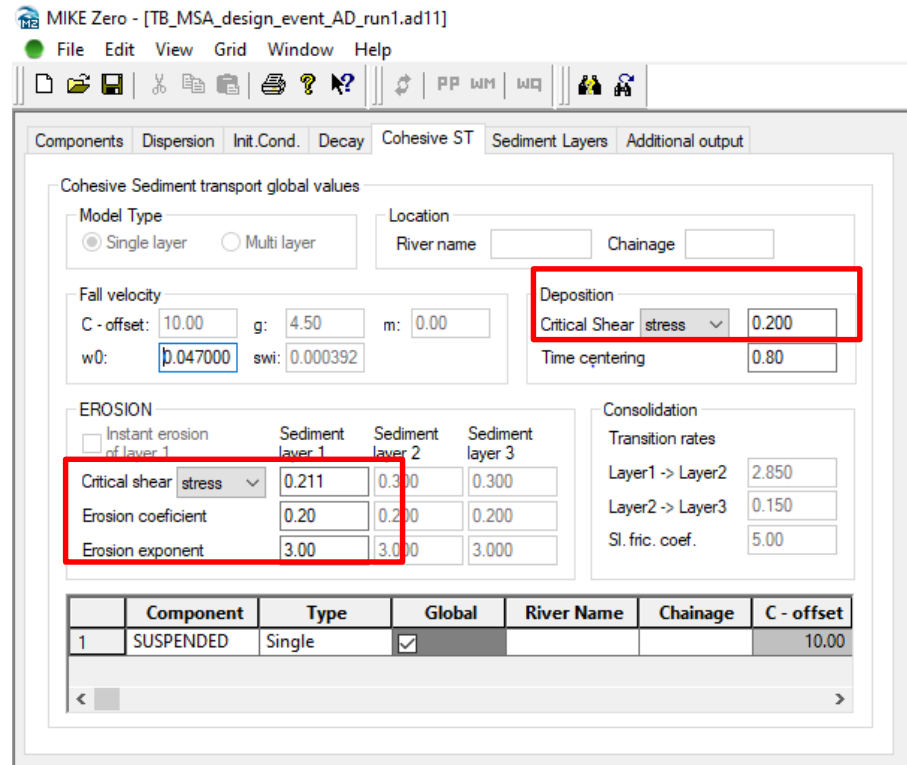 MIKE Zero - [TB_MSA_design_event_AD_run1.ad11]
File Edit View Grid Window Help
PP WM WQ
Components Dispersion Init.Cond. Decay Cohesive ST Sediment Layers Additional output
Cohesive Sediment transport global values
Model Type
Single layer Multi layer
Location
River name Chainage
Fall velocity
C - offset: 10.00 g: 4.50 m: 0.00
w0: 0.047000 swi: 0.000392
Deposition
Critical Shear stress 0.200
Time centering 0.80
EROSION
Instant erosion of layer 1
Sediment layer 1 Sediment layer 2 Sediment layer 3
Critical shear stress 0.211 0.300 0.300
Erosion coeficient 0.20 0.200 0.200
Erosion exponent 3.00 3.000 3.000
Consolidation
Transition rates
Layer1 -> Layer2 2.850
Layer2 -> Layer3 0.150
Sl. fric. coef. 5.00
Component Type Global River Name Chainage C - offset
1 SUSPENDED Single 10.00